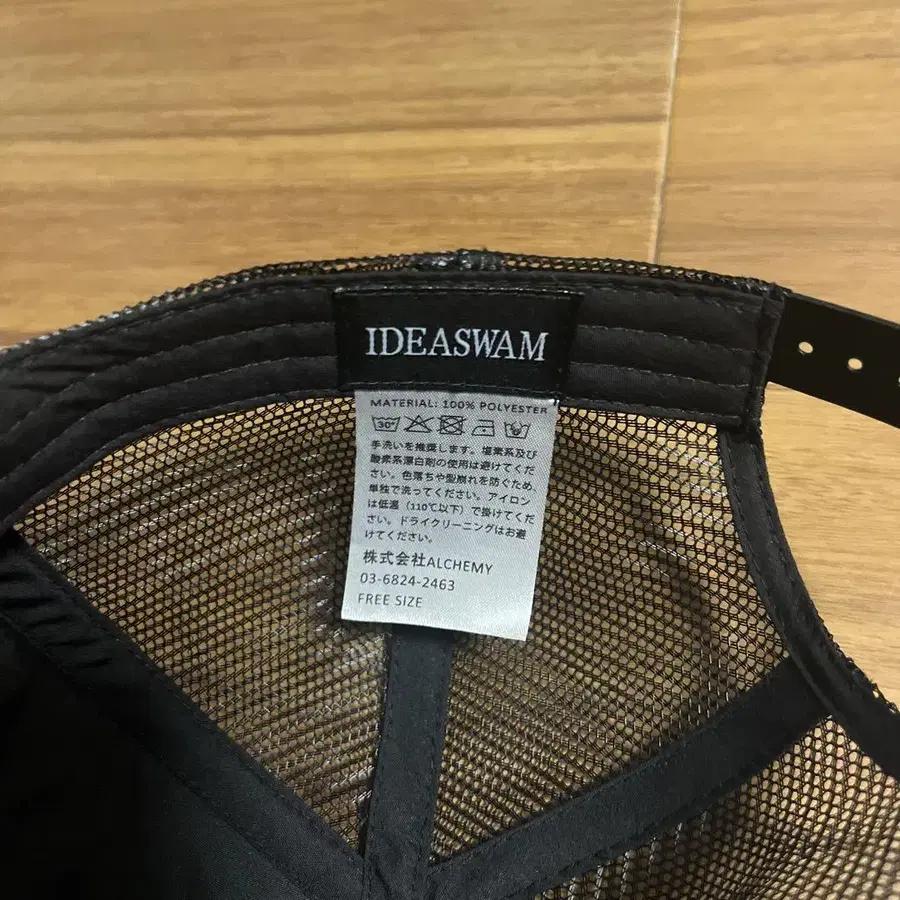 IDEASWAM
MATERIAL: 100% POLYESTER
30°
手洗いを推奨します。塩素系及び
酸素系漂白剤の使用は避けてくだ
さい。色落ちや型崩れを防ぐため、
単独で洗ってください。アイロン
は低温（110℃以下）で掛けてくだ
さい。ドライクリーニングはお避
けてください。
株式会社ALCHEMY
03-6824-2463
FREE SIZE